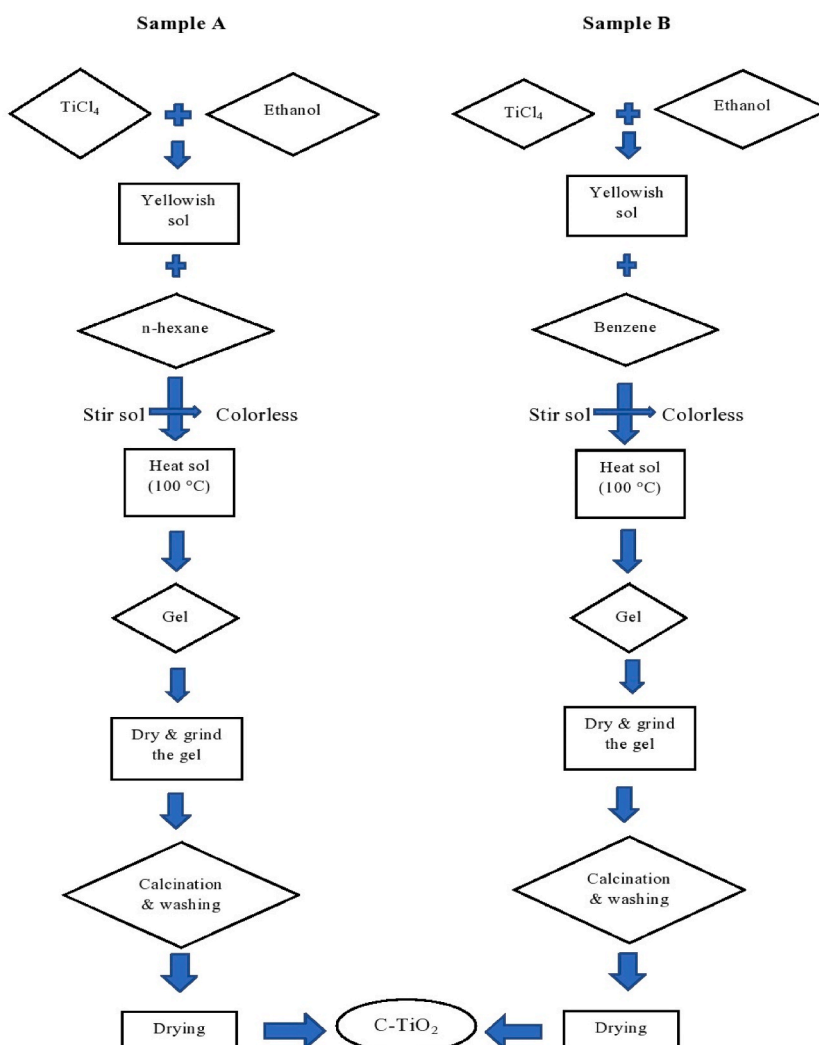 Sample A
TiCl₄
Ethanol
Yellowish
sol
n-hexane
Stir sol
Colorless
Heat sol
(100 °C)
Gel
Dry & grind
the gel
Calcination
& washing
Drying
Sample B
TiCl₄
Ethanol
Yellowish
sol
Benzene
Stir sol
Colorless
Heat sol
(100 °C)
Gel
Dry & grind
the gel
Calcination
& washing
Drying
C-TiO₂